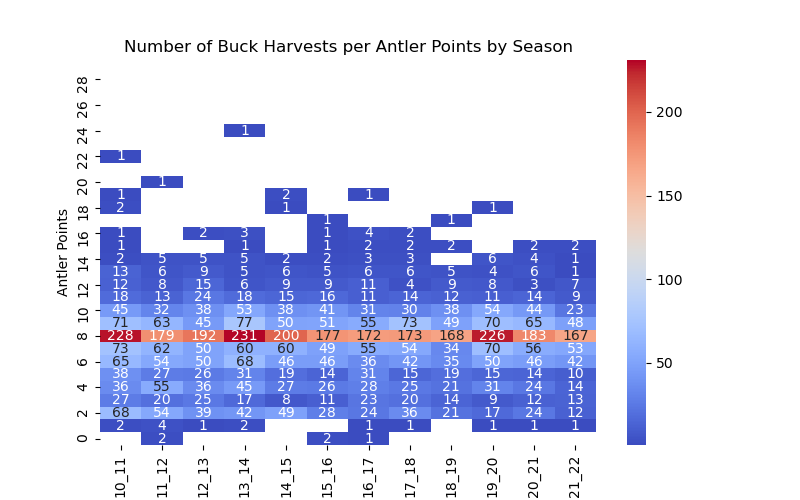 Number of Buck Harvests per Antler Points by Season
Antler Points
28
26
24 1
22 1
20 1
1 2 1
18 2 1 1
1 1
16 1 2 3 1 4 2
1 1 1 2 2 2 2 2
14 2 5 5 5 2 2 3 3 6 4 1
13 6 9 5 6 5 6 6 5 4 6 1
12 12 8 15 6 9 9 11 4 9 8 3 7
18 13 24 18 15 16 11 14 12 11 14 9
10 45 32 38 53 38 41 31 30 38 54 44 23
71 63 45 77 50 51 55 73 49 70 65 48
8 228 179 192 231 200 177 172 173 168 226 183 167
73 62 50 60 60 49 55 54 34 70 56 53
6 65 54 50 68 46 46 36 42 35 50 46 42
38 27 26 31 19 14 31 15 19 15 14 10
4 36 55 36 45 27 26 28 25 21 31 24 14
27 20 25 17 8 11 23 20 14 9 12 13
2 68 54 39 42 49 28 24 36 21 17 24 12
2 4 1 2 1 1 1 1 1
0 2 2 1
10_11 11_12 12_13 13_14 14_15 15_16 16_17 17_18 18_19 19_20 20_21 21_22
200
150
100
50